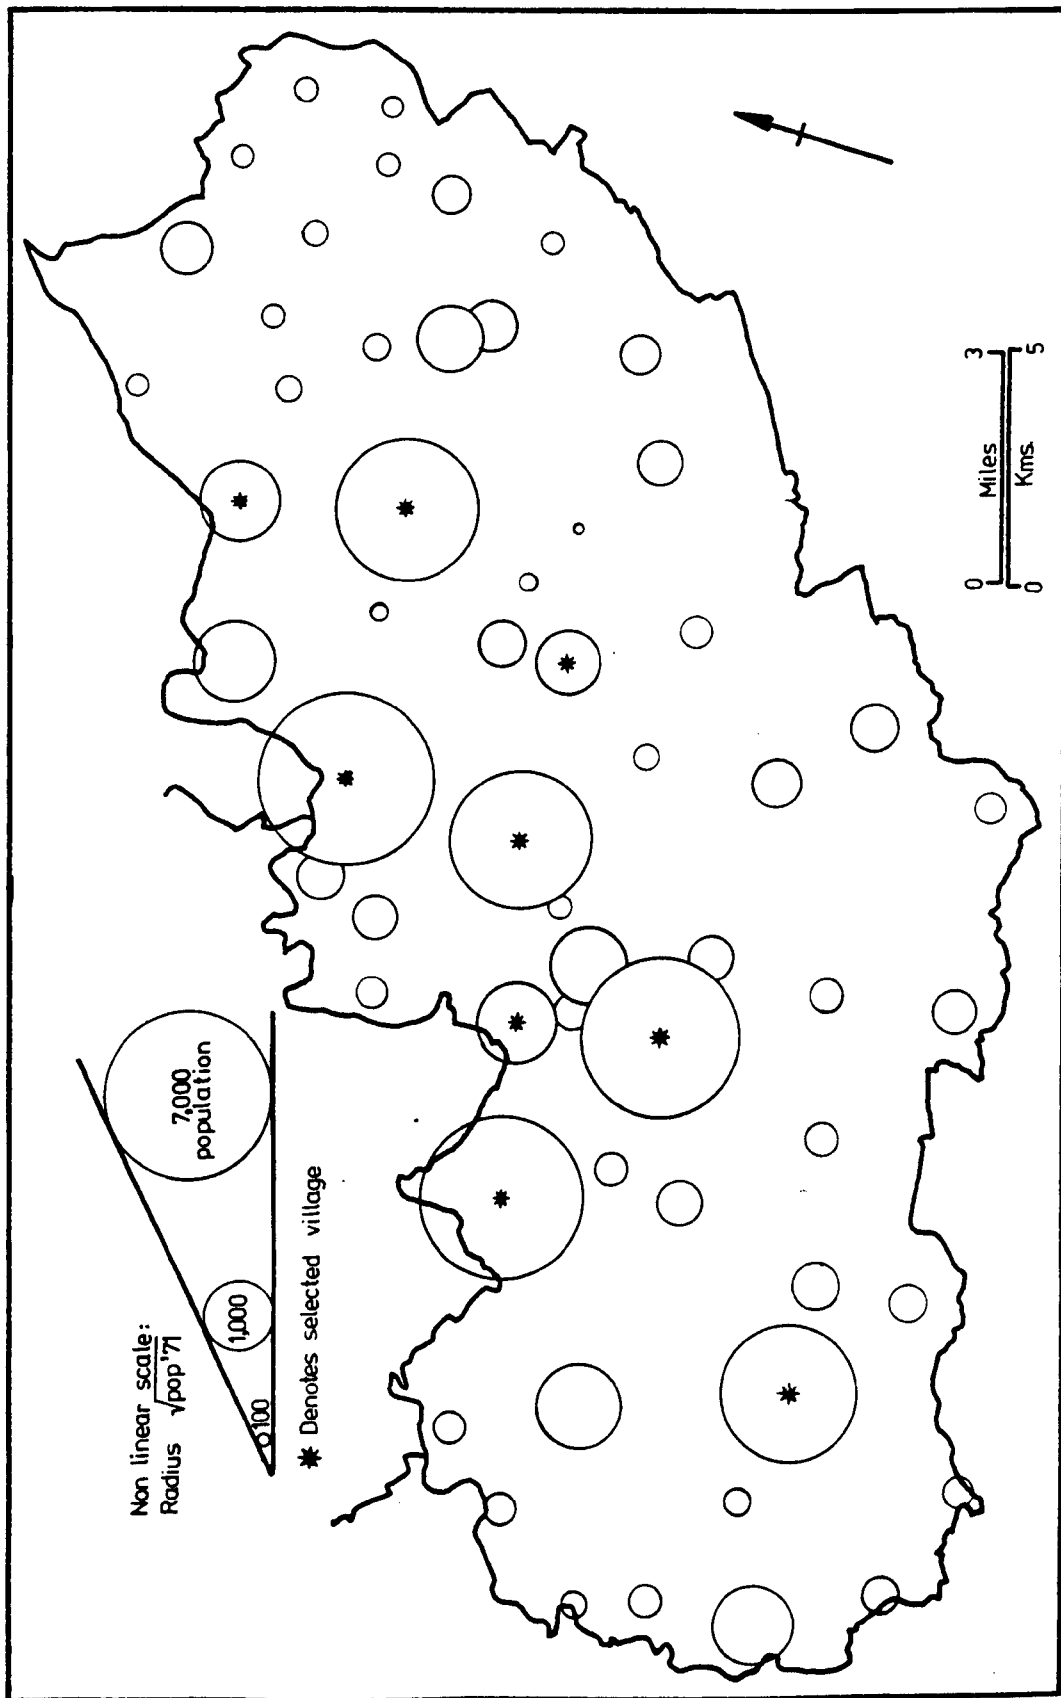 Non linear scale:
Radius √pop'71
100
1,000
7,000
population
✷ Denotes selected village
0 Miles 3
0 Kms. 5